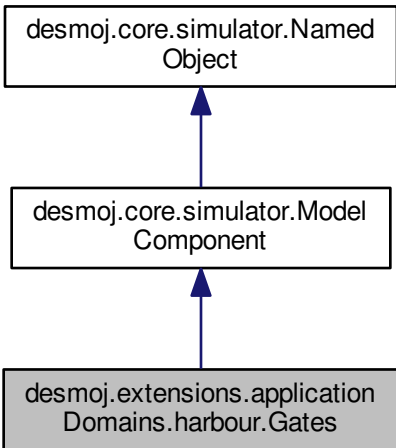 desmoj.core.simulator.Named
Object
desmoj.core.simulator.Model
Component
desmoj.extensions.application
Domains.harbour.Gates